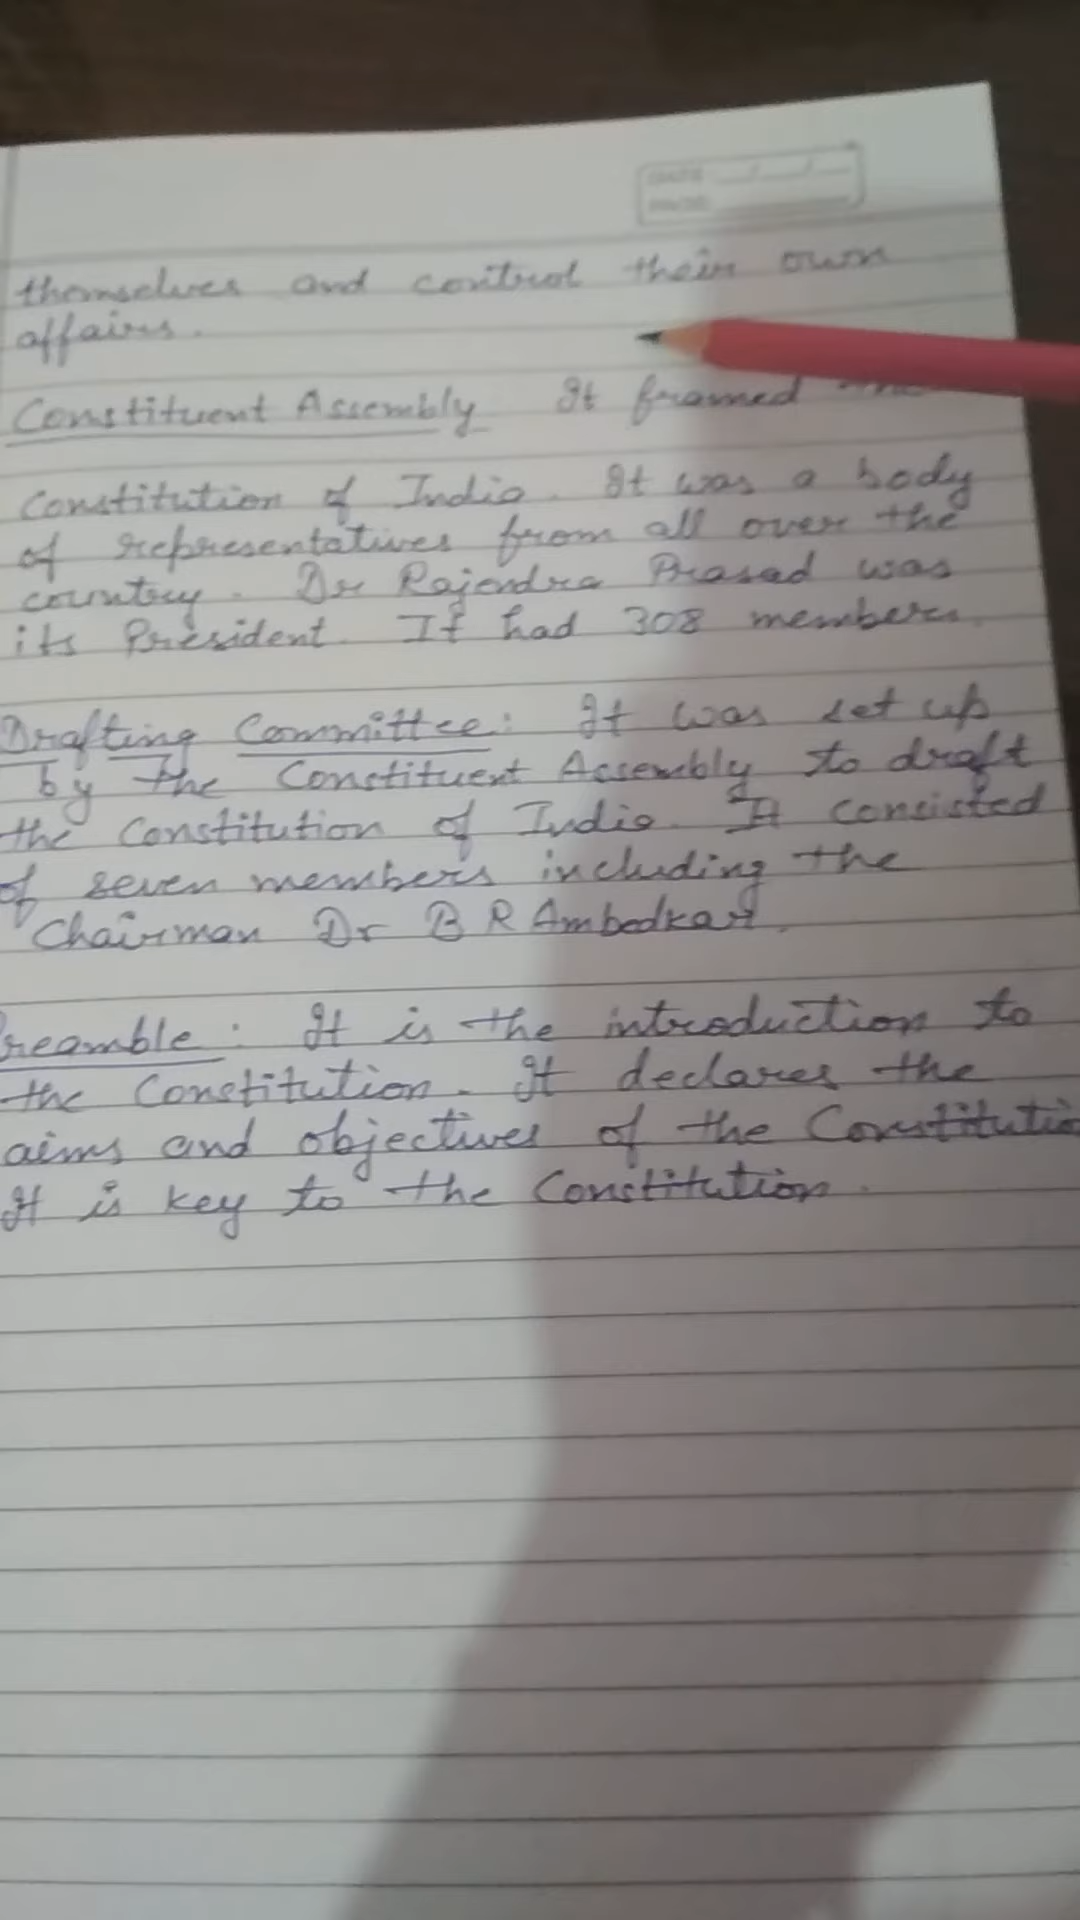 DATE
PAGE
themselves and control their own
affairs.
Constituent Assembly It framed
Constitution of India. It was a body
of representatives from all over the
country. Dr Rajendra Prasad was
its President. It had 308 members.
Drafting Committee: It was set up
by the Constituent Assembly to draft
the Constitution of India. It consisted
of seven members including the
Chairman Dr B R Ambedkar.
reamble: It is the introduction to
the Constitution. It declares the
aims and objectives of the Constitutio
It is key to the Constitution.